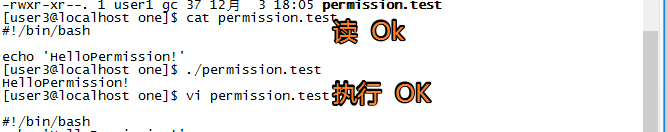 -rwxr-xr--. 1 user1 gc 37 12月  3 18:05 permission.test
[user3@localhost one]$ cat permission.test
读 Ok
#!/bin/bash
echo 'HelloPermission!'
[user3@localhost one]$ ./permission.test
HelloPermission!
[user3@localhost one]$ vi permission.test
执行 OK
#!/bin/bash